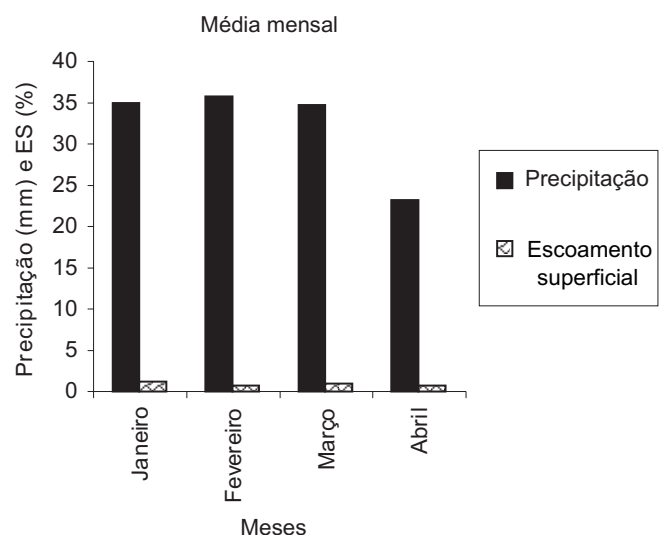 Média mensal
Precipitação (mm) e ES (%)
40
35
30
25
20
15
10
5
0
Janeiro
Fevereiro
Março
Abril
Meses
Precipitação
Escoamento
superficial